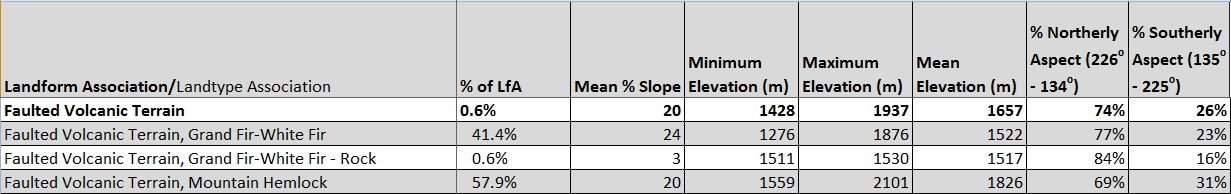 Landform Association/Landtype Association % of LfA Mean % Slope Minimum Elevation (m) Maximum Elevation (m) Mean Elevation (m) % Northerly Aspect (226° - 134°) % Southerly Aspect (135° - 225°)
Faulted Volcanic Terrain 0.6% 20 1428 1937 1657 74% 26%
Faulted Volcanic Terrain, Grand Fir-White Fir 41.4% 24 1276 1876 1522 77% 23%
Faulted Volcanic Terrain, Grand Fir-White Fir - Rock 0.6% 3 1511 1530 1517 84% 16%
Faulted Volcanic Terrain, Mountain Hemlock 57.9% 20 1559 2101 1826 69% 31%